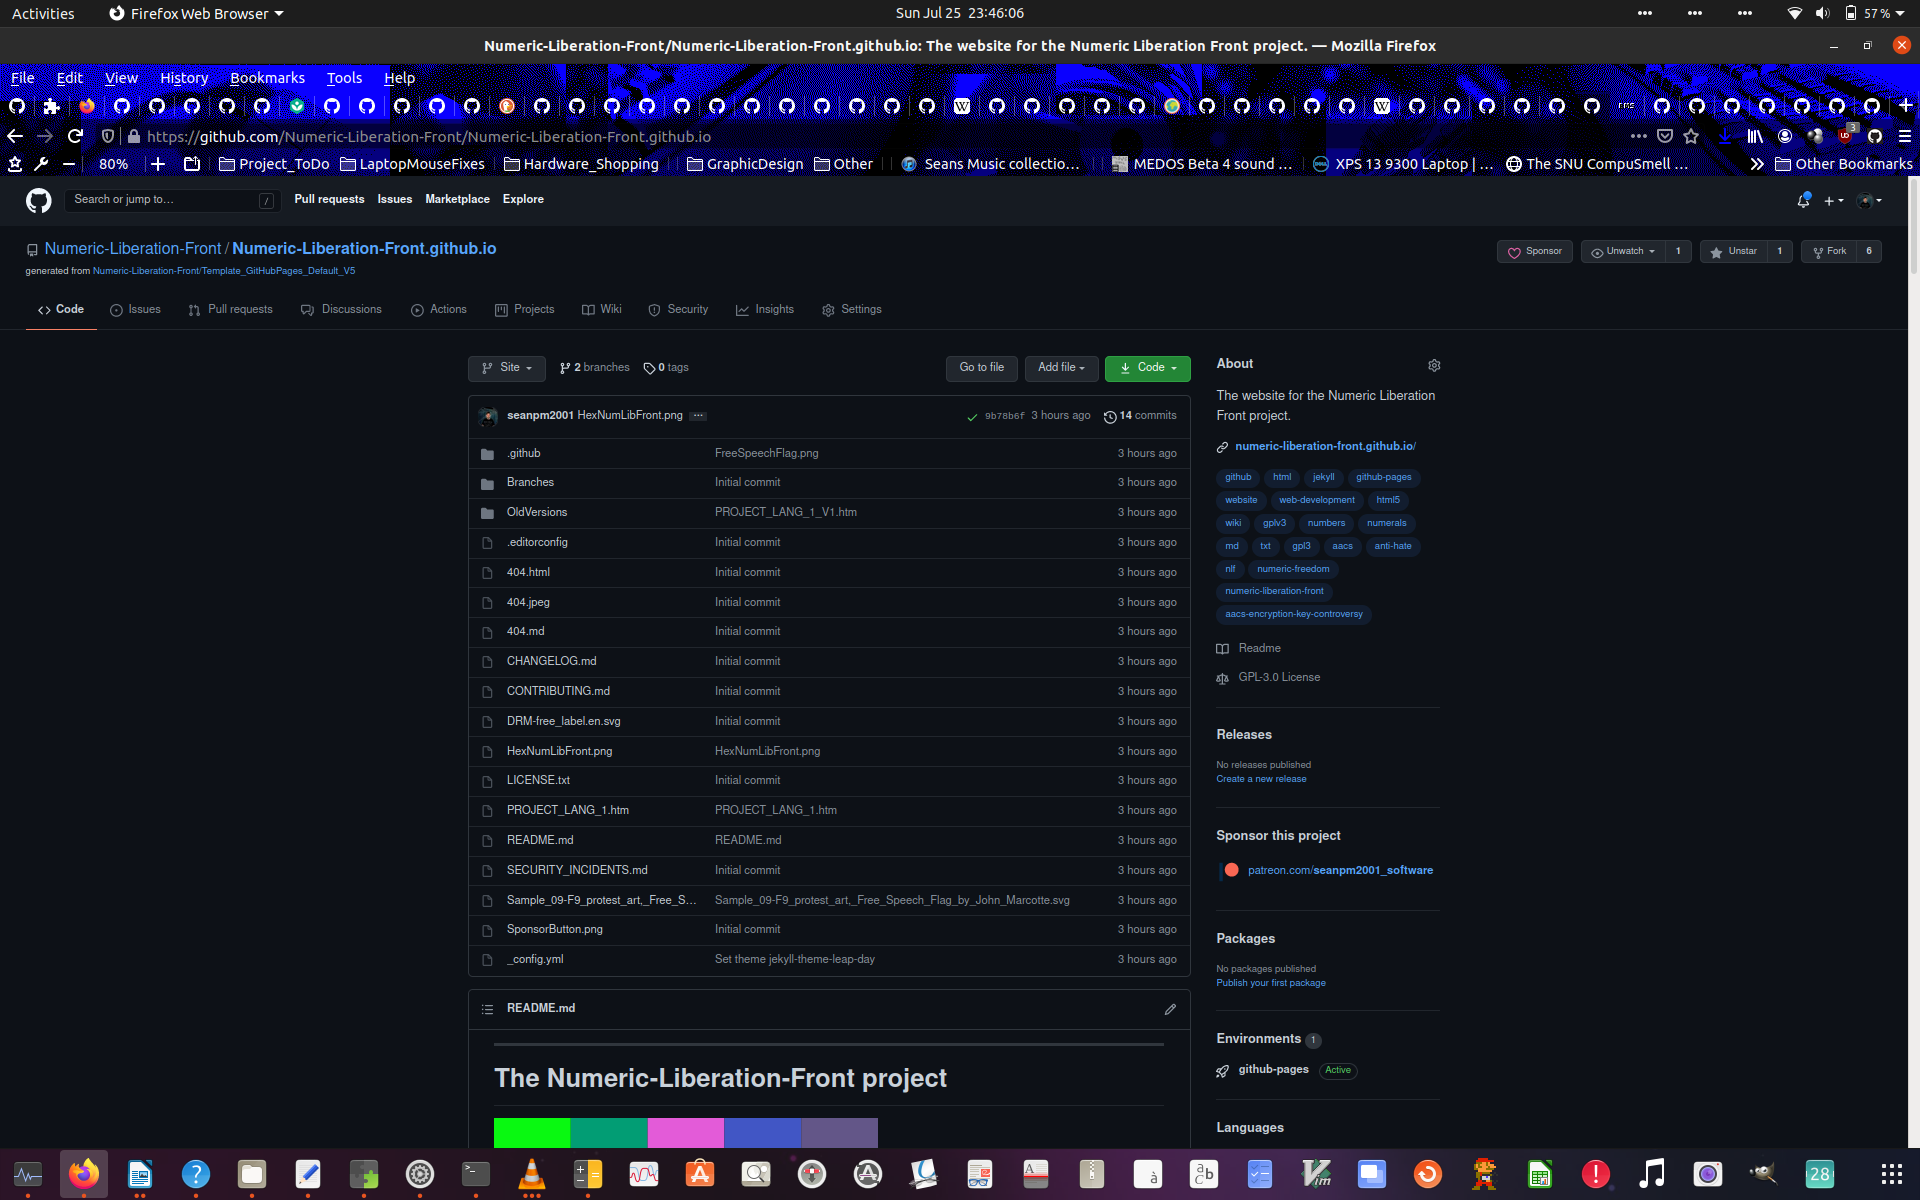 Activities Firefox Web Browser Sun Jul 25 23:46:06 57 %
Numeric-Liberation-Front/Numeric-Liberation-Front.github.io: The website for the Numeric Liberation Front project. — Mozilla Firefox
File Edit View History Bookmarks Tools Help
https://github.com/Numeric-Liberation-Front/Numeric-Liberation-Front.github.io 3
80% Project_ToDo LaptopMouseFixes Hardware_Shopping GraphicDesign Other Seans Music collectio… MEDOS Beta 4 sound … XPS 13 9300 Laptop | … The SNU CompuSmell … Other Bookmarks
Search or jump to… / Pull requests Issues Marketplace Explore
Numeric-Liberation-Front / Numeric-Liberation-Front.github.io Sponsor Unwatch 1 Unstar 1 Fork 6
generated from Numeric-Liberation-Front/Template_GitHubPages_Default_V5
Code Issues Pull requests Discussions Actions Projects Wiki Security Insights Settings
Site 2 branches 0 tags Go to file Add file Code
seanpm2001 HexNumLibFront.png ... 9b78b6f 3 hours ago 14 commits
.github FreeSpeechFlag.png 3 hours ago
Branches Initial commit 3 hours ago
OldVersions PROJECT_LANG_1_V1.htm 3 hours ago
.editorconfig Initial commit 3 hours ago
404.html Initial commit 3 hours ago
404.jpeg Initial commit 3 hours ago
404.md Initial commit 3 hours ago
CHANGELOG.md Initial commit 3 hours ago
CONTRIBUTING.md Initial commit 3 hours ago
DRM-free_label.en.svg Initial commit 3 hours ago
HexNumLibFront.png HexNumLibFront.png 3 hours ago
LICENSE.txt Initial commit 3 hours ago
PROJECT_LANG_1.htm PROJECT_LANG_1.htm 3 hours ago
README.md README.md 3 hours ago
SECURITY_INCIDENTS.md Initial commit 3 hours ago
Sample_09-F9_protest_art,_Free_S… Sample_09-F9_protest_art,_Free_Speech_Flag_by_John_Marcotte.svg 3 hours ago
SponsorButton.png Initial commit 3 hours ago
_config.yml Set theme jekyll-theme-leap-day 3 hours ago
README.md
The Numeric-Liberation-Front project
About
The website for the Numeric Liberation
Front project.
numeric-liberation-front.github.io/
github html jekyll github-pages
website web-development html5
wiki gplv3 numbers numerals
md txt gpl3 aacs anti-hate
nlf numeric-freedom
numeric-liberation-front
aacs-encryption-key-controversy
Readme
GPL-3.0 License
Releases
No releases published
Create a new release
Sponsor this project
patreon.com/seanpm2001_software
Packages
No packages published
Publish your first package
Environments 1
github-pages Active
Languages
28